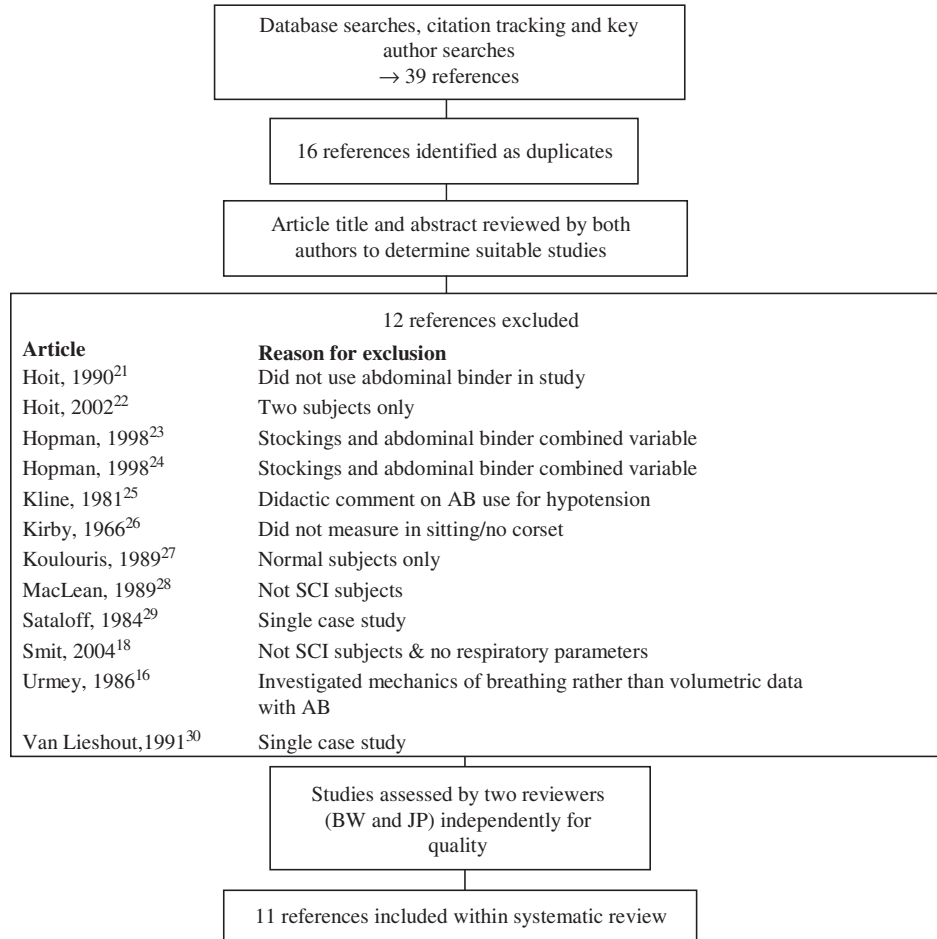 Database searches, citation tracking and key
author searches
→ 39 references
16 references identified as duplicates
Article title and abstract reviewed by both
authors to determine suitable studies
12 references excluded
Article Reason for exclusion
Hoit, 1990²¹ Did not use abdominal binder in study
Hoit, 2002²² Two subjects only
Hopman, 1998²³ Stockings and abdominal binder combined variable
Hopman, 1998²⁴ Stockings and abdominal binder combined variable
Kline, 1981²⁵ Didactic comment on AB use for hypotension
Kirby, 1966²⁶ Did not measure in sitting/no corset
Koulouris, 1989²⁷ Normal subjects only
MacLean, 1989²⁸ Not SCI subjects
Sataloff, 1984²⁹ Single case study
Smit, 2004¹⁸ Not SCI subjects & no respiratory parameters
Urmey, 1986¹⁶ Investigated mechanics of breathing rather than volumetric data
with AB
Van Lieshout,1991³⁰ Single case study
Studies assessed by two reviewers
(BW and JP) independently for
quality
11 references included within systematic review